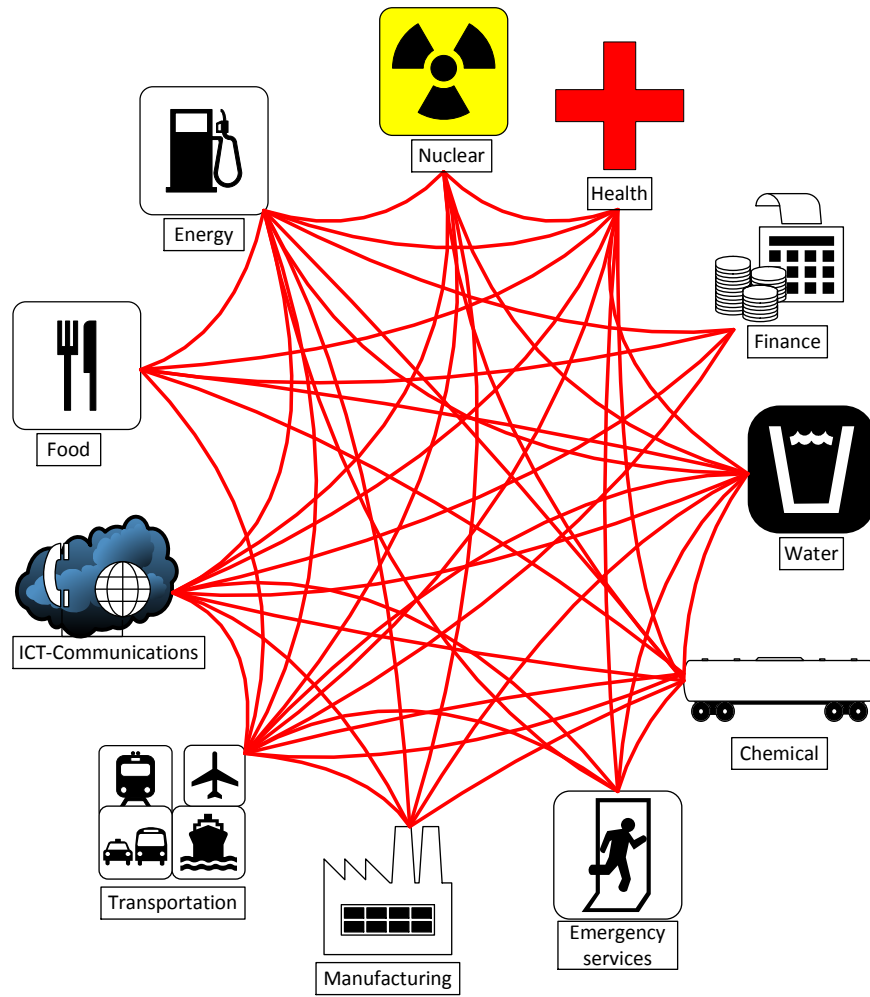 Nuclear
Health
Energy
Finance
Food
Water
ICT-Communications
Chemical
Transportation
Emergency
services
Manufacturing